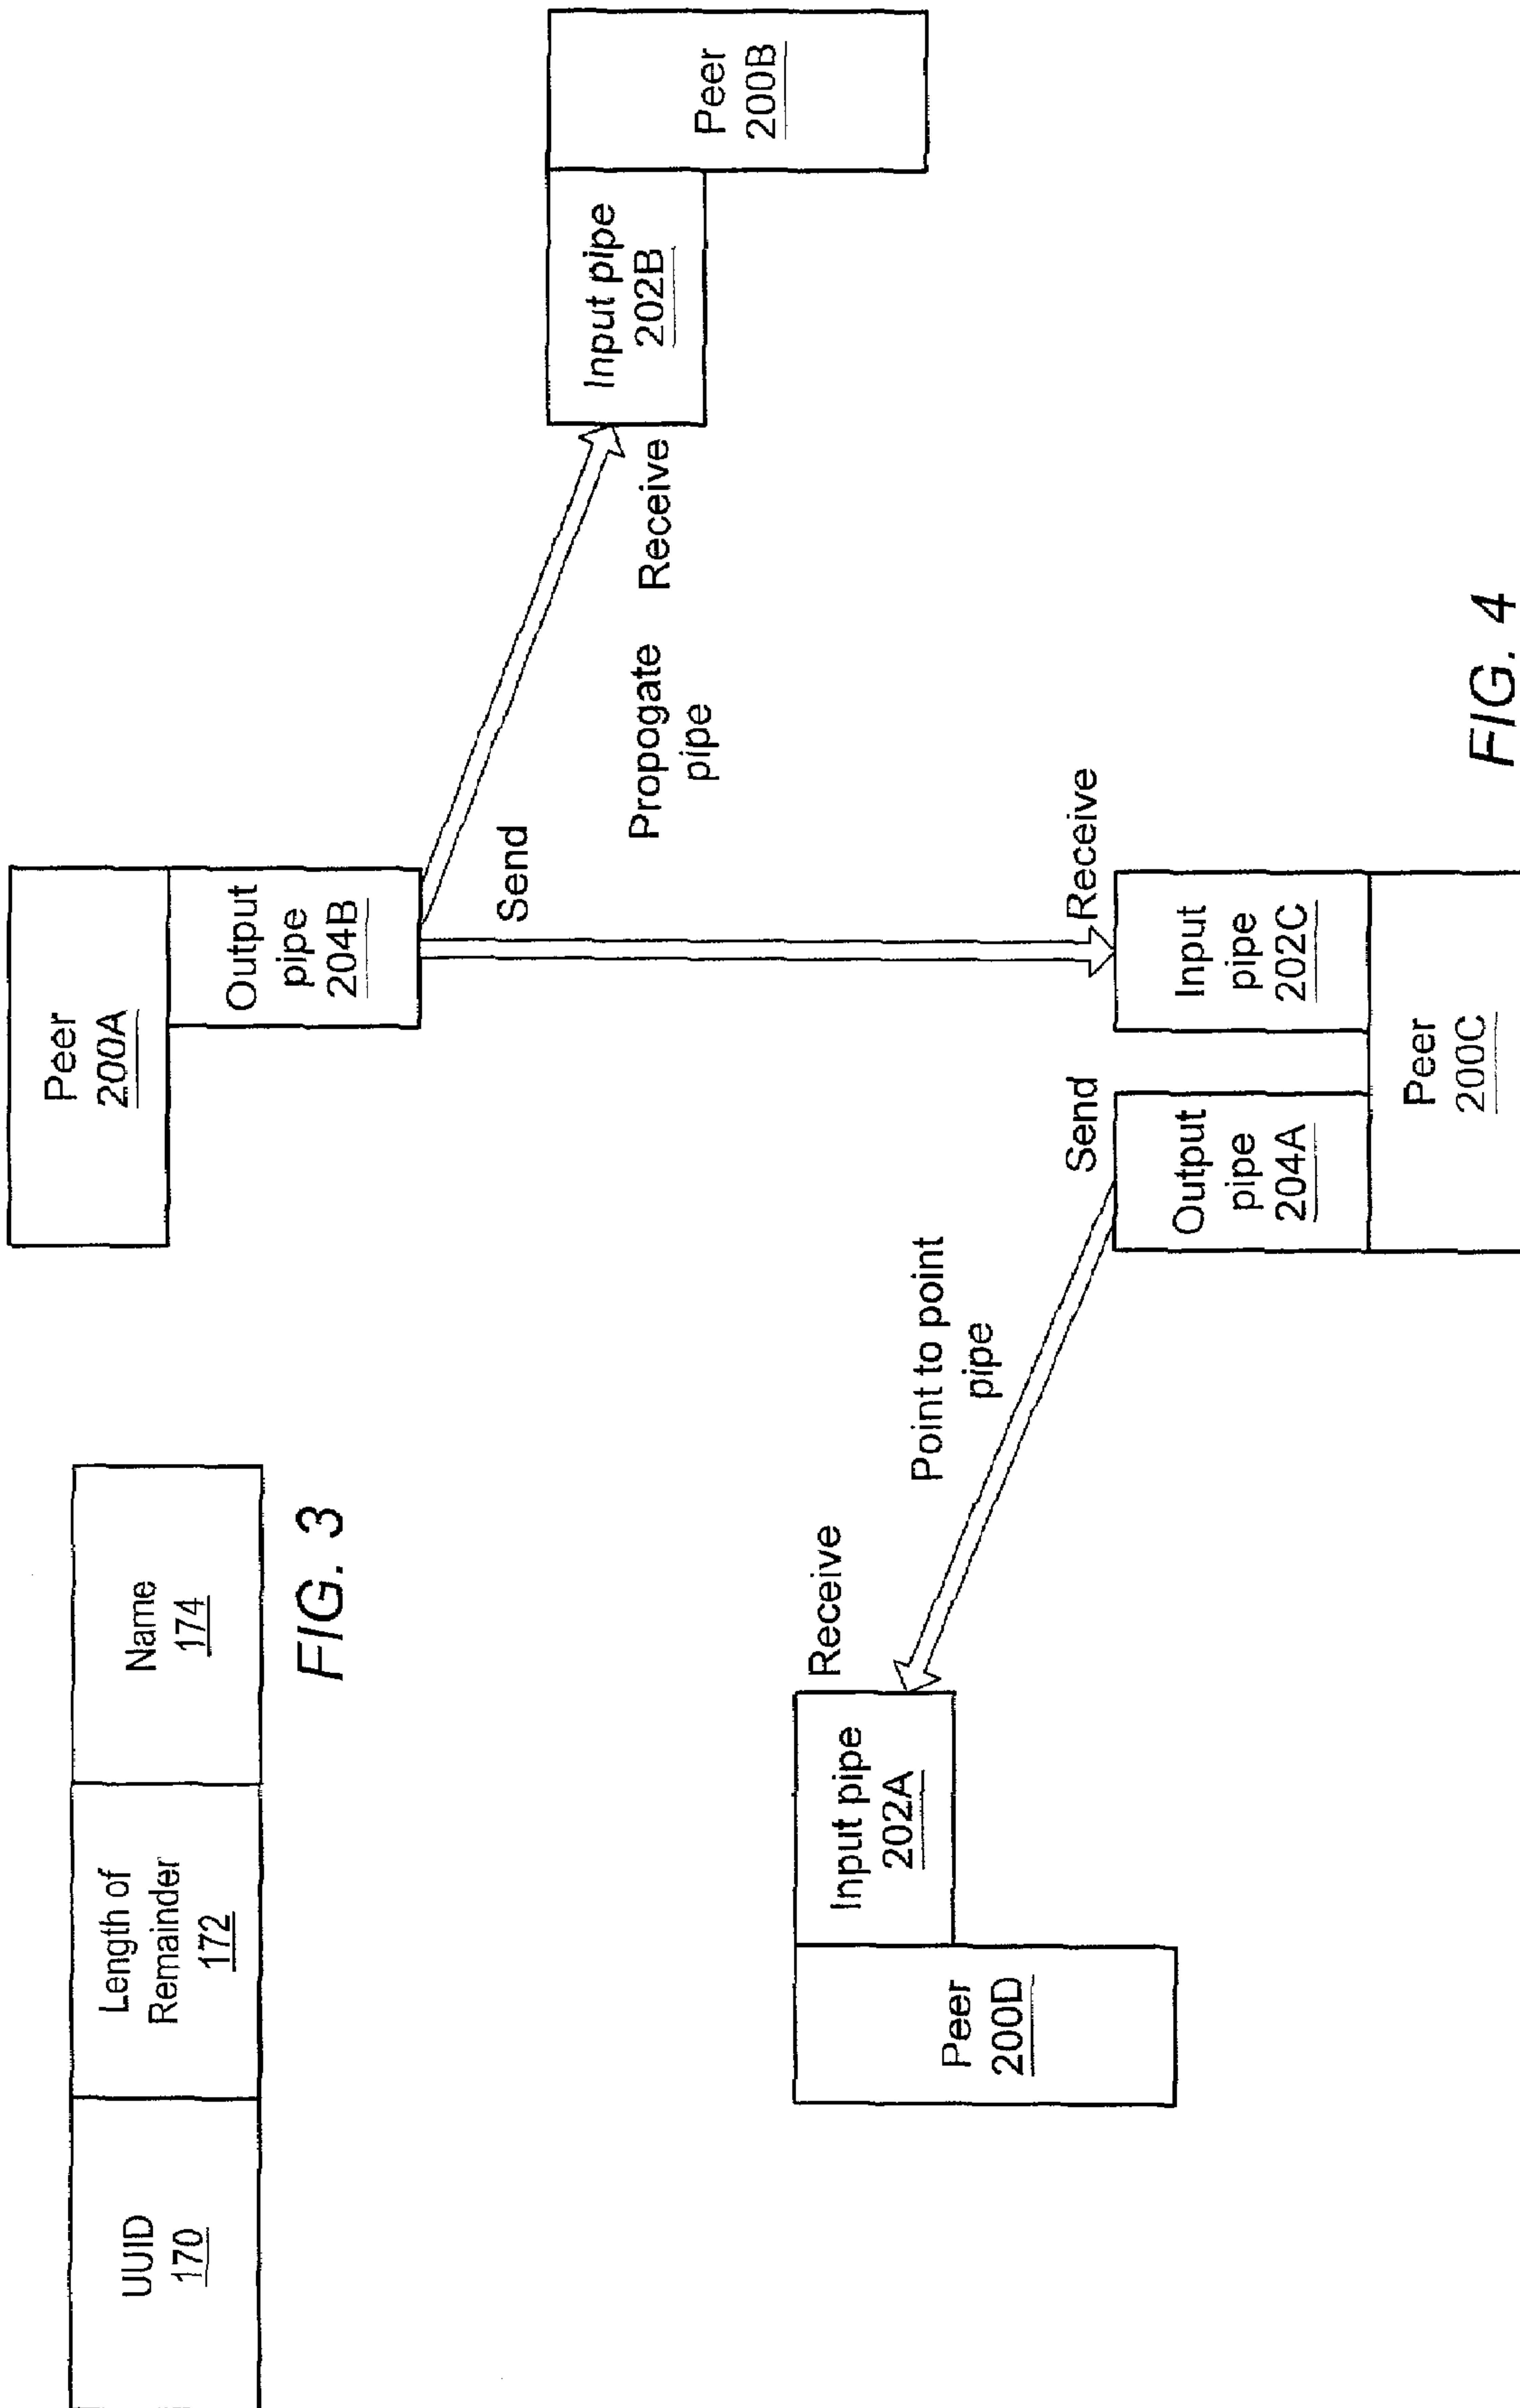 UUID
170
Length of
Remainder
172
Name
174
FIG. 3
Peer
200A
Output
pipe
204B
Send
Propogate
pipe
Receive
Input pipe
202B
Peer
200B
Receive
Input
pipe
202C
Peer
200C
Output
pipe
204A
Send
Point to point
pipe
Receive
Input pipe
202A
Peer
200D
FIG. 4